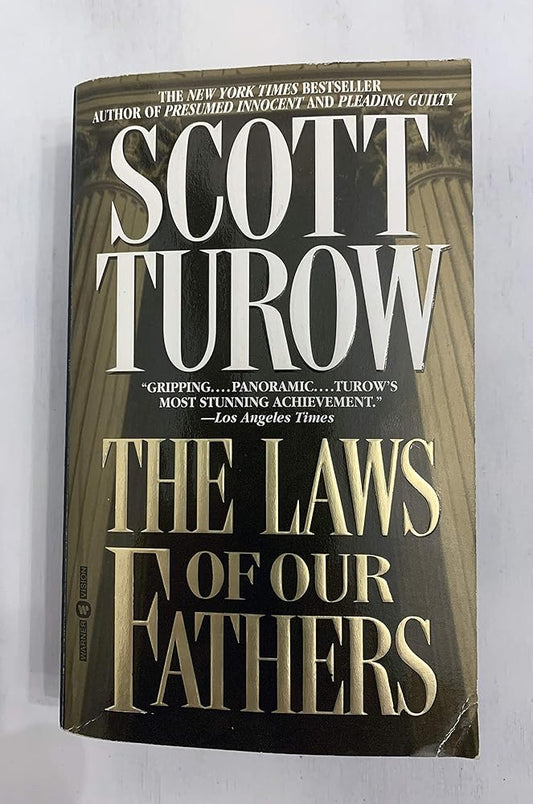 THE NEW YORK TIMES BESTSELLER
AUTHOR OF PRESUMED INNOCENT AND PLEADING GUILTY
SCOTT
TUROW
“GRIPPING....PANORAMIC....TUROW’S
MOST STUNNING ACHIEVEMENT.”
—Los Angeles Times
THE LAWS
OF OUR
FATHERS
WARNER W VISION